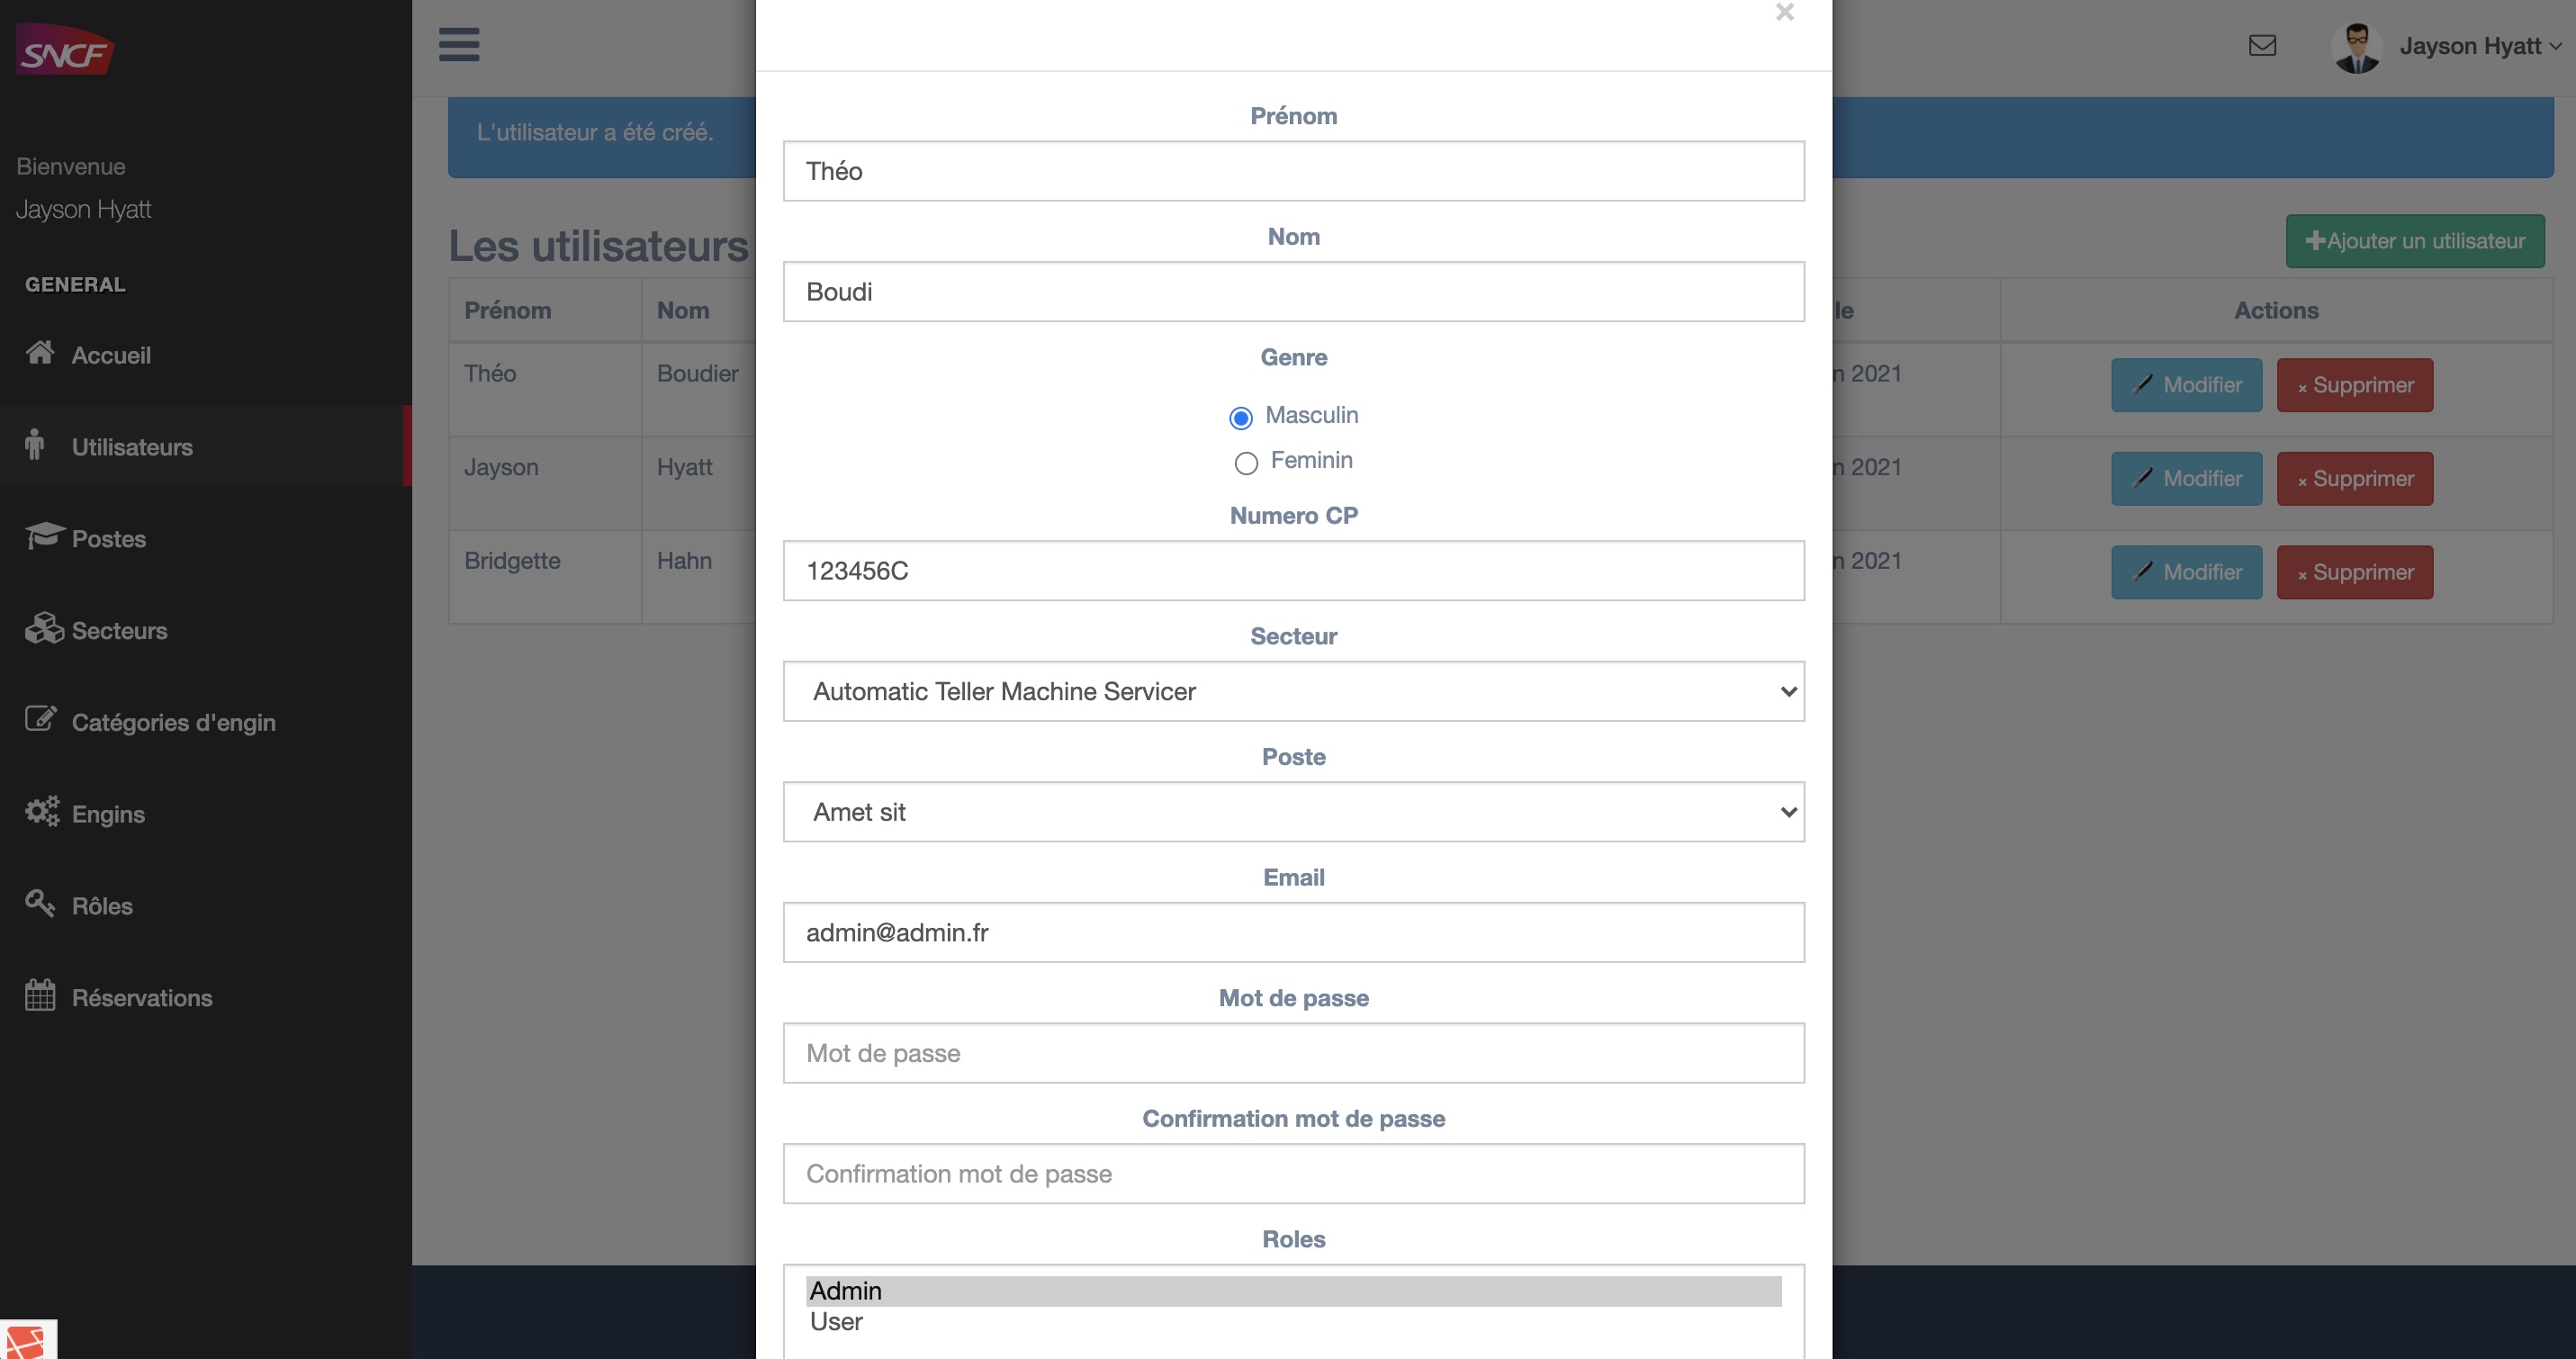 SNCF
Bienvenue
Jayson Hyatt
GENERAL
Accueil
Utilisateurs
Postes
Secteurs
Catégories d'engin
Engins
Rôles
Réservations
Jayson Hyatt
L'utilisateur a été créé.
Les utilisateurs
Ajouter un utilisateur
Prénom Nom le Actions
Théo Boudier n 2021 Modifier × Supprimer
Jayson Hyatt n 2021 Modifier × Supprimer
Bridgette Hahn n 2021 Modifier × Supprimer
×
Prénom
Théo
Nom
Boudi
Genre
Masculin
Feminin
Numero CP
123456C
Secteur
Automatic Teller Machine Servicer
Poste
Amet sit
Email
admin@admin.fr
Mot de passe
Mot de passe
Confirmation mot de passe
Confirmation mot de passe
Roles
Admin
User